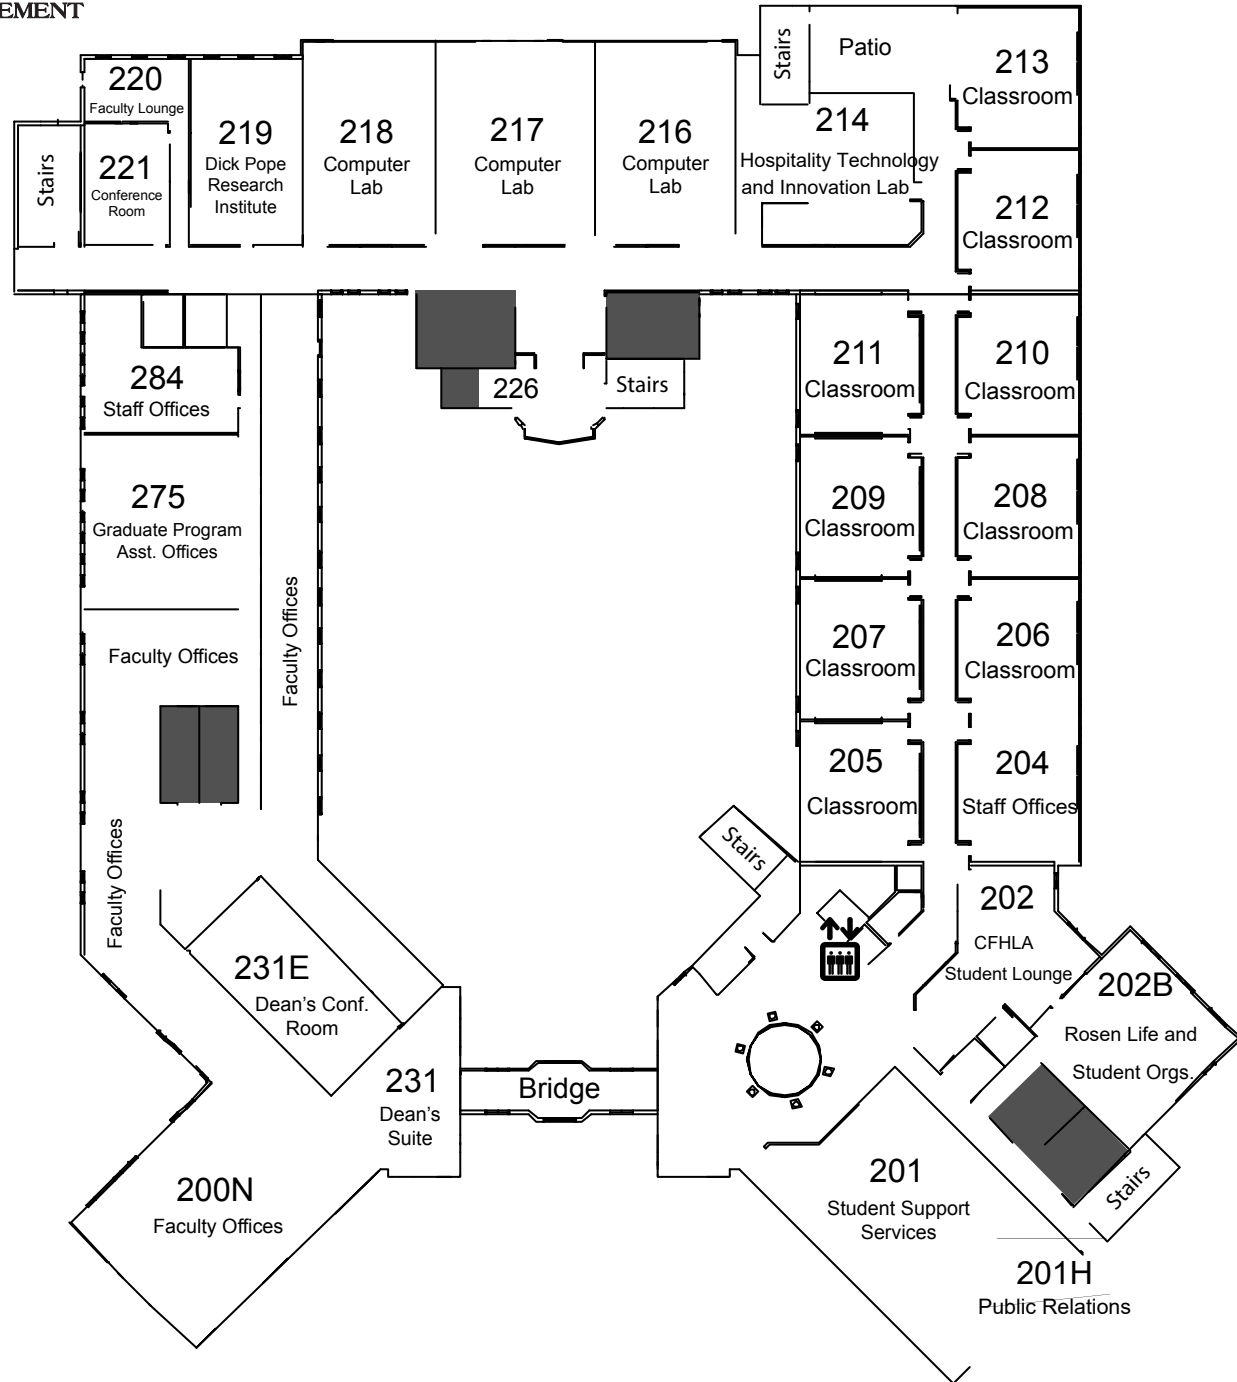 EMENT
Stairs
Patio
213
Classroom
220
Faculty Lounge
219
Dick Pope
Research
Institute
218
Computer
Lab
217
Computer
Lab
216
Computer
Lab
214
Hospitality Technology
and Innovation Lab
Stairs
221
Conference
Room
212
Classroom
284
Staff Offices
226
Stairs
211
Classroom
210
Classroom
275
Graduate Program
Asst. Offices
209
Classroom
208
Classroom
Faculty Offices
Faculty Offices
207
Classroom
206
Classroom
205
Classroom
204
Staff Offices
Faculty Offices
Stairs
202
CFHLA
Student Lounge
231E
Dean's Conf.
Room
202B
Rosen Life and
Student Orgs.
231
Dean's
Suite
Bridge
200N
Faculty Offices
201
Student Support
Services
Stairs
201H
Public Relations